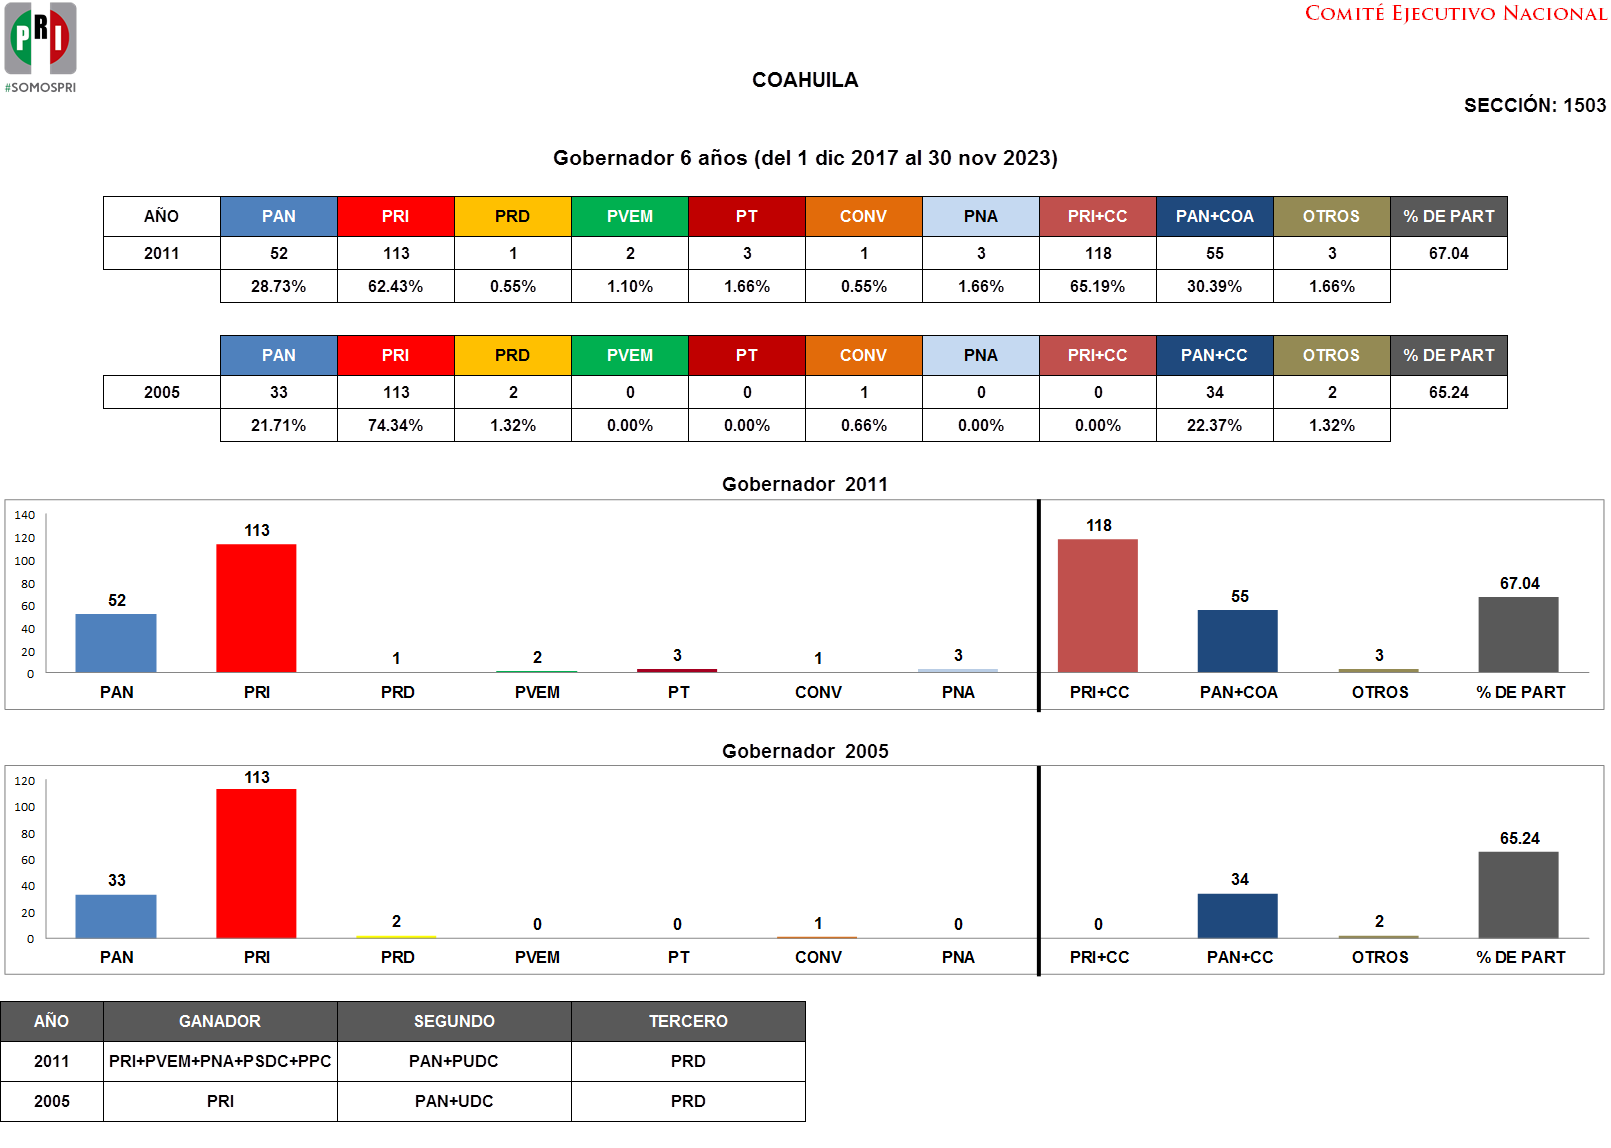 PRI
#SOMOSPRI
COMITÉ EJECUTIVO NACIONAL
COAHUILA
SECCIÓN: 1503
Gobernador 6 años (del 1 dic 2017 al 30 nov 2023)
AÑO PAN PRI PRD PVEM PT CONV PNA PRI+CC PAN+COA OTROS % DE PART
2011 52 113 1 2 3 1 3 118 55 3 67.04
28.73% 62.43% 0.55% 1.10% 1.66% 0.55% 1.66% 65.19% 30.39% 1.66%
PAN PRI PRD PVEM PT CONV PNA PRI+CC PAN+CC OTROS % DE PART
2005 33 113 2 0 0 1 0 0 34 2 65.24
21.71% 74.34% 1.32% 0.00% 0.00% 0.66% 0.00% 0.00% 22.37% 1.32%
Gobernador 2011
140
120
100
80
60
40
20
0
52 113 1 2 3 1 3 118 55 3 67.04
PAN PRI PRD PVEM PT CONV PNA PRI+CC PAN+COA OTROS % DE PART
Gobernador 2005
120
100
80
60
40
20
0
33 113 2 0 0 1 0 0 34 2 65.24
PAN PRI PRD PVEM PT CONV PNA PRI+CC PAN+CC OTROS % DE PART
AÑO GANADOR SEGUNDO TERCERO
2011 PRI+PVEM+PNA+PSDC+PPC PAN+PUDC PRD
2005 PRI PAN+UDC PRD